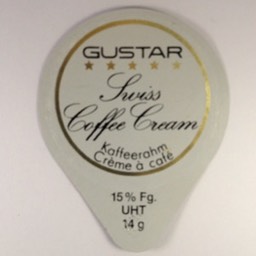 GUSTAR
Swiss
Coffee Cream
Kaffeerahm
Crème à café
15% Fg.
UHT
14 g